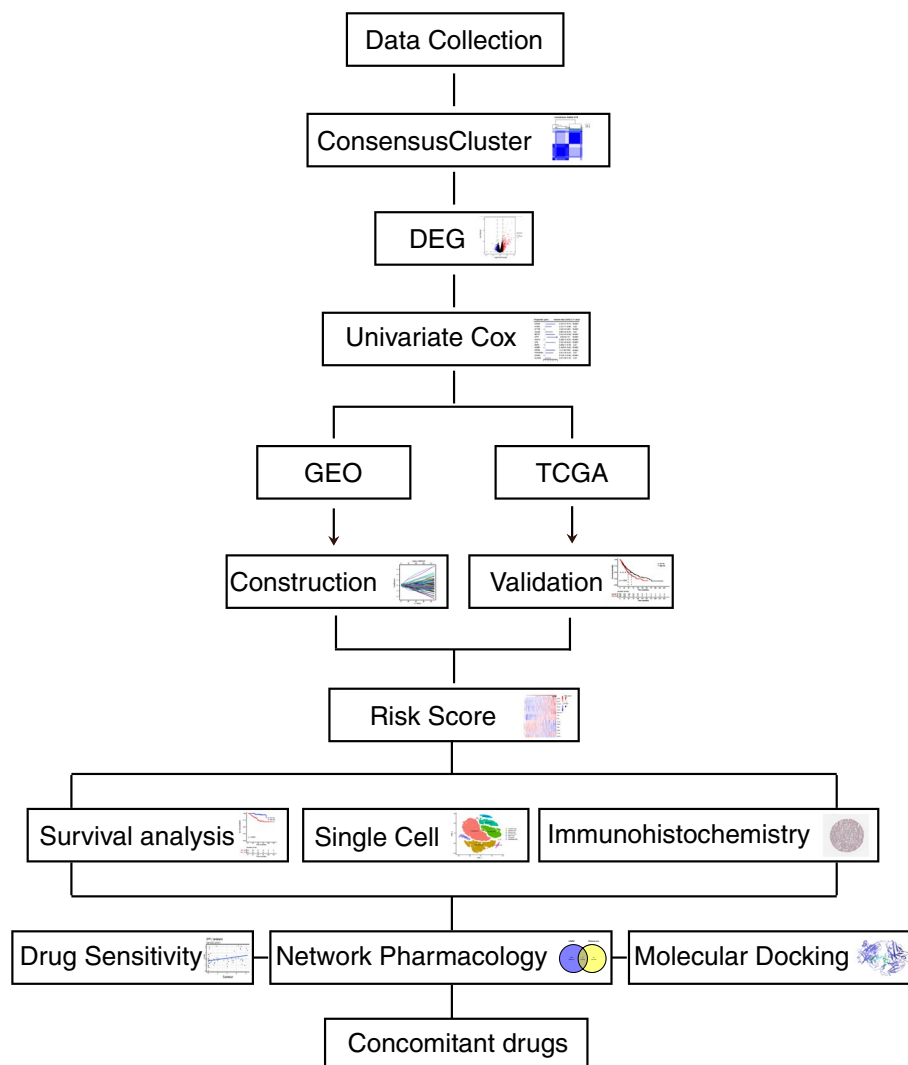 Data Collection
ConsensusCluster
DEG
Univariate Cox
GEO
TCGA
Construction
Validation
Risk Score
Survival analysis
Single Cell
Immunohistochemistry
Drug Sensitivity
Network Pharmacology
Molecular Docking
Concomitant drugs